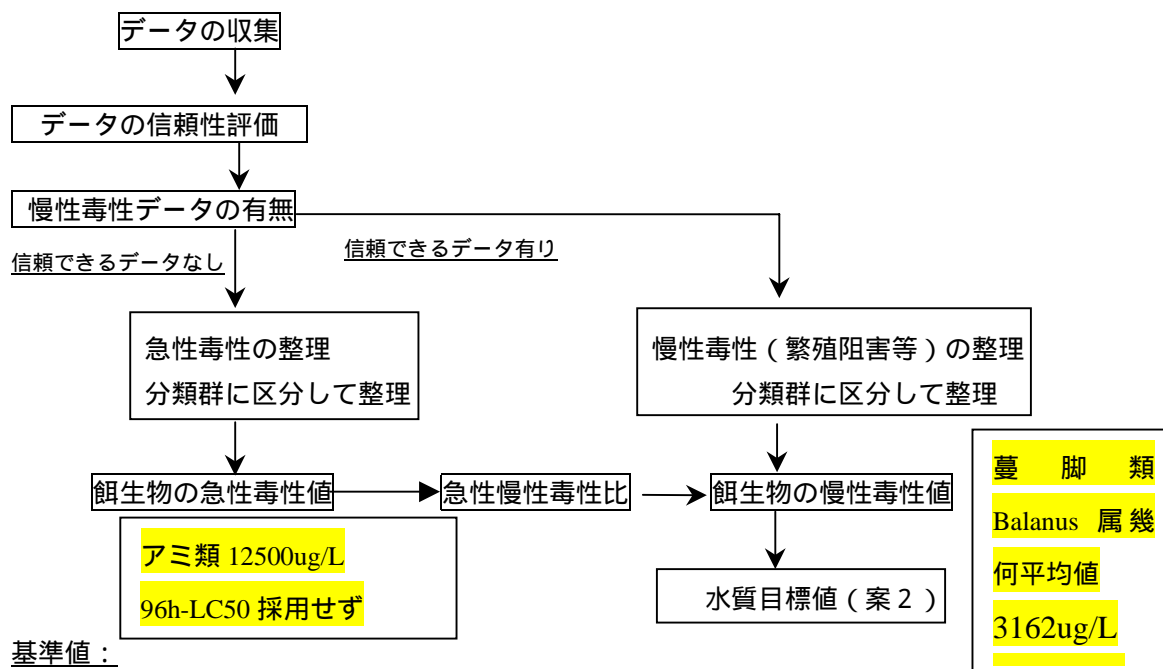 データの収集
データの信頼性評価
慢性毒性データの有無
信頼できるデータなし
信頼できるデータ有り
急性毒性の整理
分類群に区分して整理
慢性毒性(繁殖阻害等)の整理
分類群に区分して整理
餌生物の急性毒性値
急性慢性毒性比
餌生物の慢性毒性値
アミ類 12500ug/L
96h-LC50 採用せず
水質目標値(案2)
蔓脚類
Balanus 属幾
何平均値
3162ug/L
基準値: